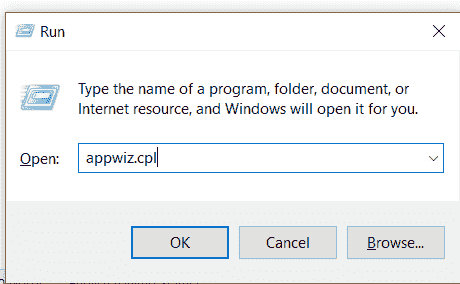 Run
Type the name of a program, folder, document, or
Internet resource, and Windows will open it for you.
Open: appwiz.cpl
OK Cancel Browse...